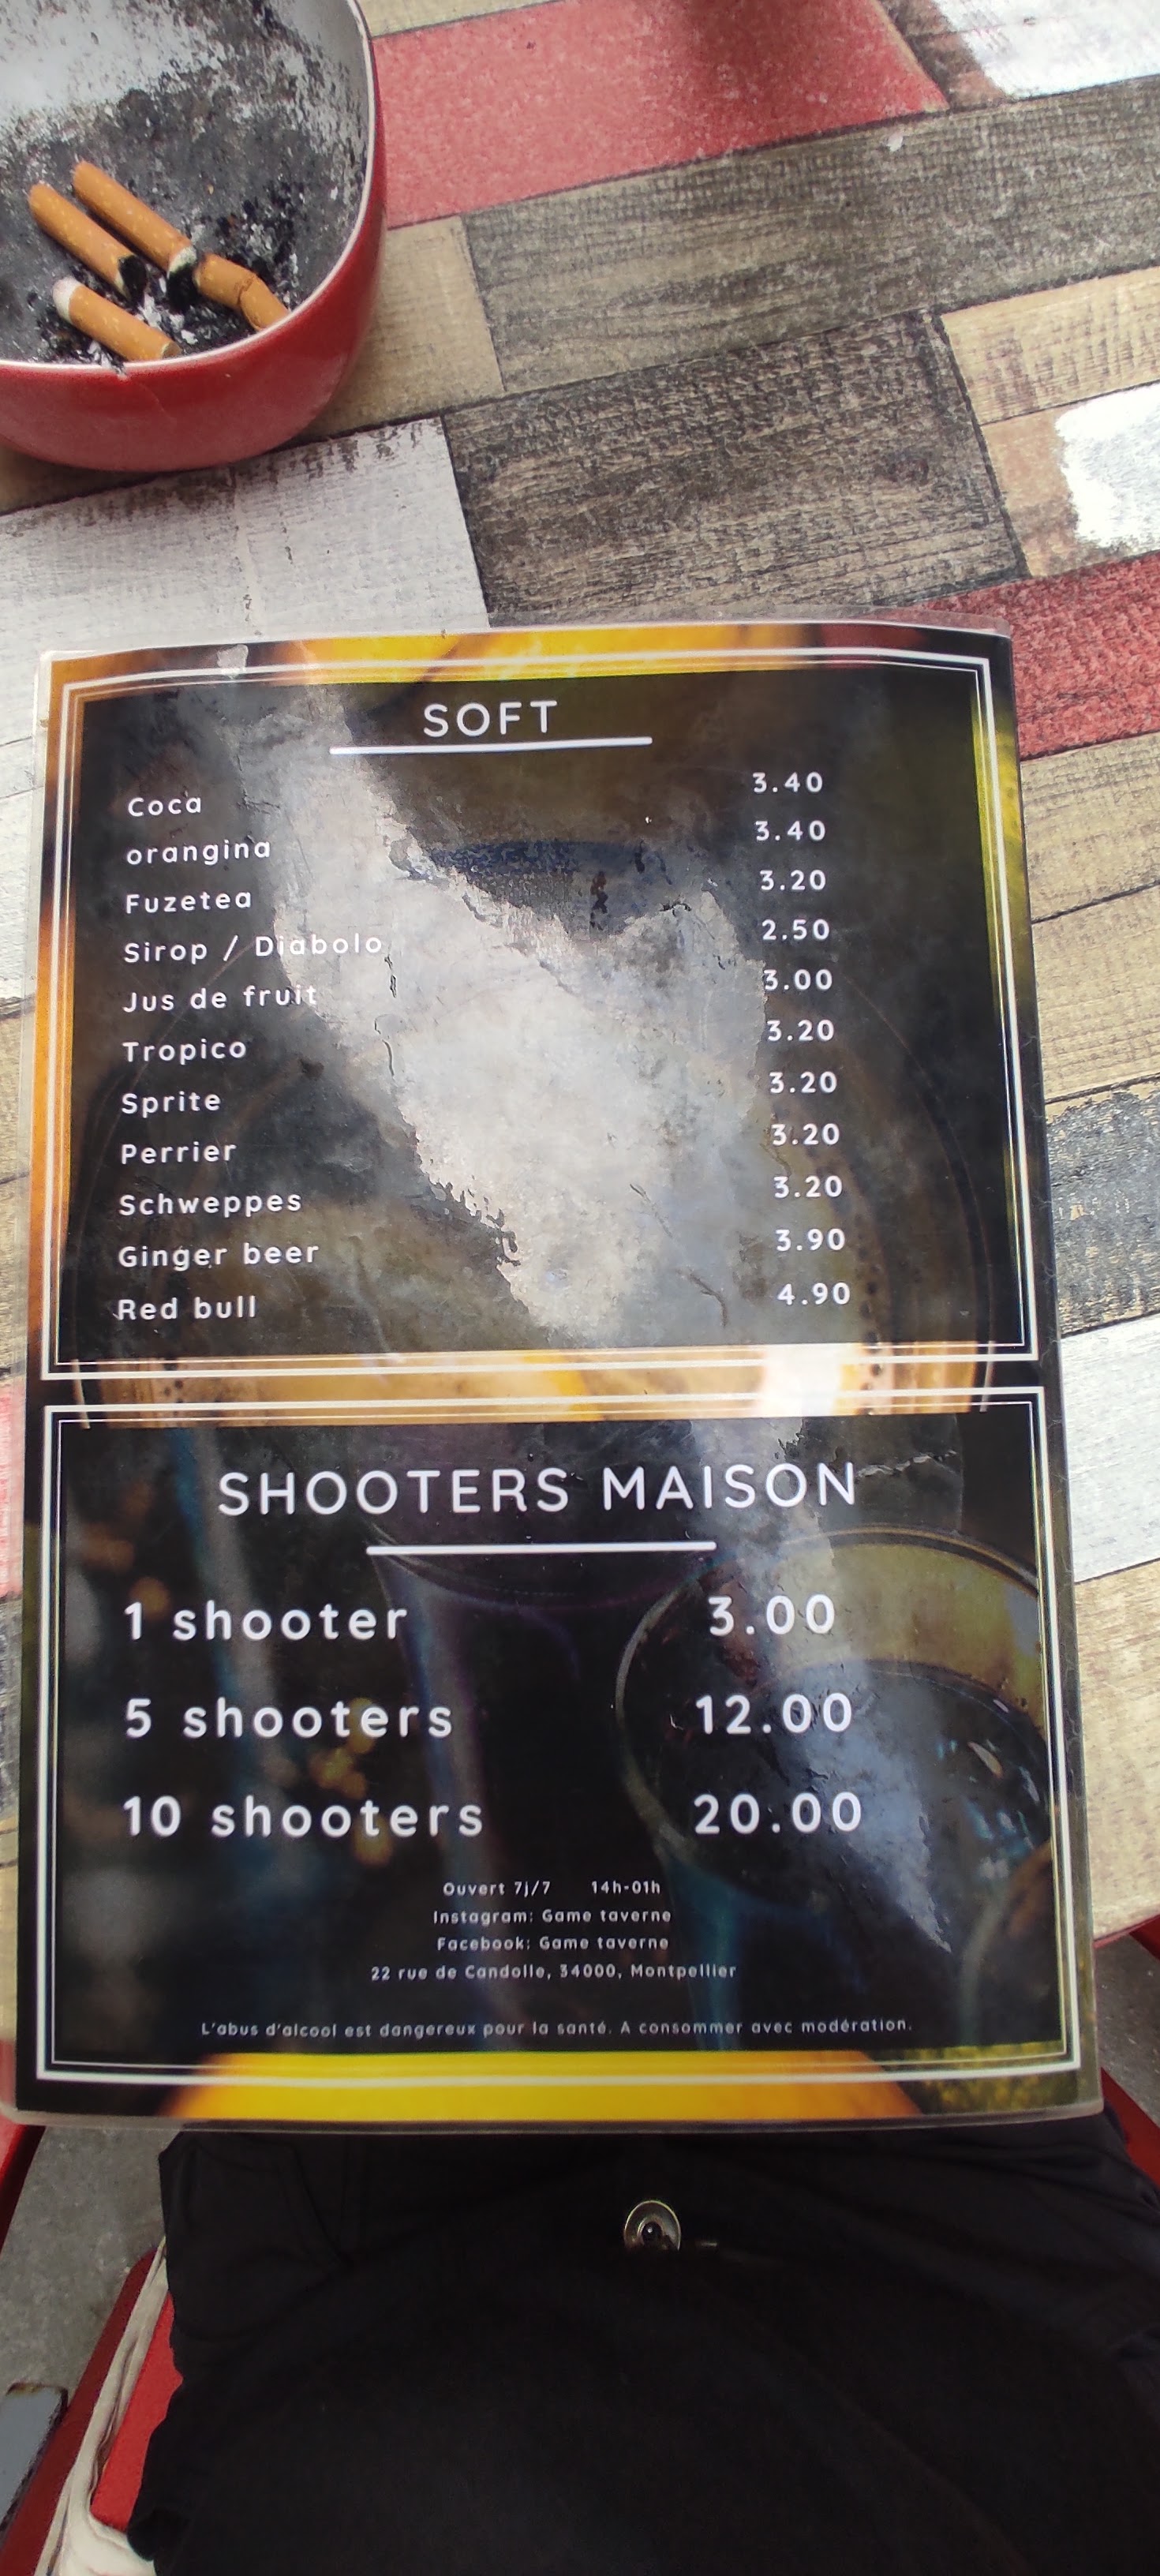 SOFT
Coca 3.40
orangina 3.40
Fuzetea 3.20
Sirop / Diabolo 2.50
Jus de fruit 3.00
Tropico 3.20
Sprite 3.20
Perrier 3.20
Schweppes 3.20
Ginger beer 3.90
Red bull 4.90
SHOOTERS MAISON
1 shooter 3.00
5 shooters 12.00
10 shooters 20.00
Ouvert 7j/7 14h-01h
Instagram: Game taverne
Facebook: Game taverne
22 rue de Candolle, 34000, Montpellier
L'abus d'alcool est dangereux pour la santé. A consommer avec modération.